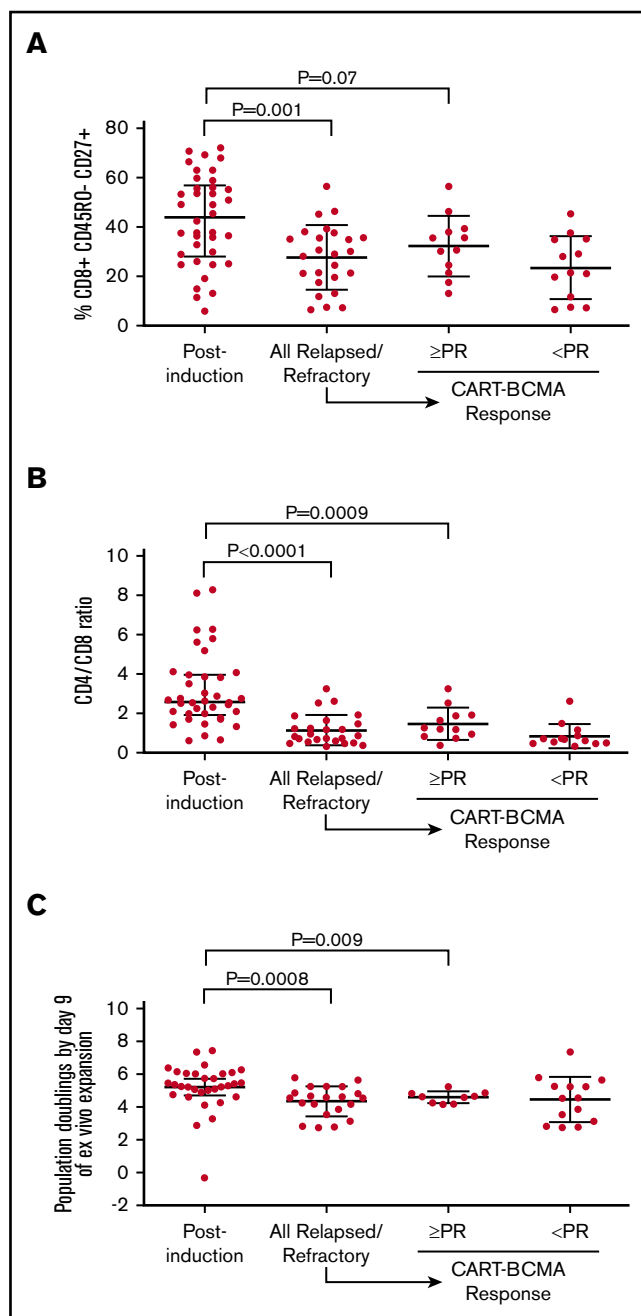 A
P=0.07
P=0.001
% CD8+ CD45RO- CD27+
80
60
40
20
0
Post-
induction
All Relapsed/
Refractory
≥PR
<PR
CART-BCMA
Response
B
P=0.0009
P<0.0001
CD4/CD8 ratio
10
8
6
4
2
0
Post-
induction
All Relapsed/
Refractory
≥PR
<PR
CART-BCMA
Response
C
P=0.009
P=0.0008
Population doublings by day 9
of ex vivo expansion
10
8
6
4
2
0
-2
Post-
induction
All Relapsed/
Refractory
≥PR
<PR
CART-BCMA
Response